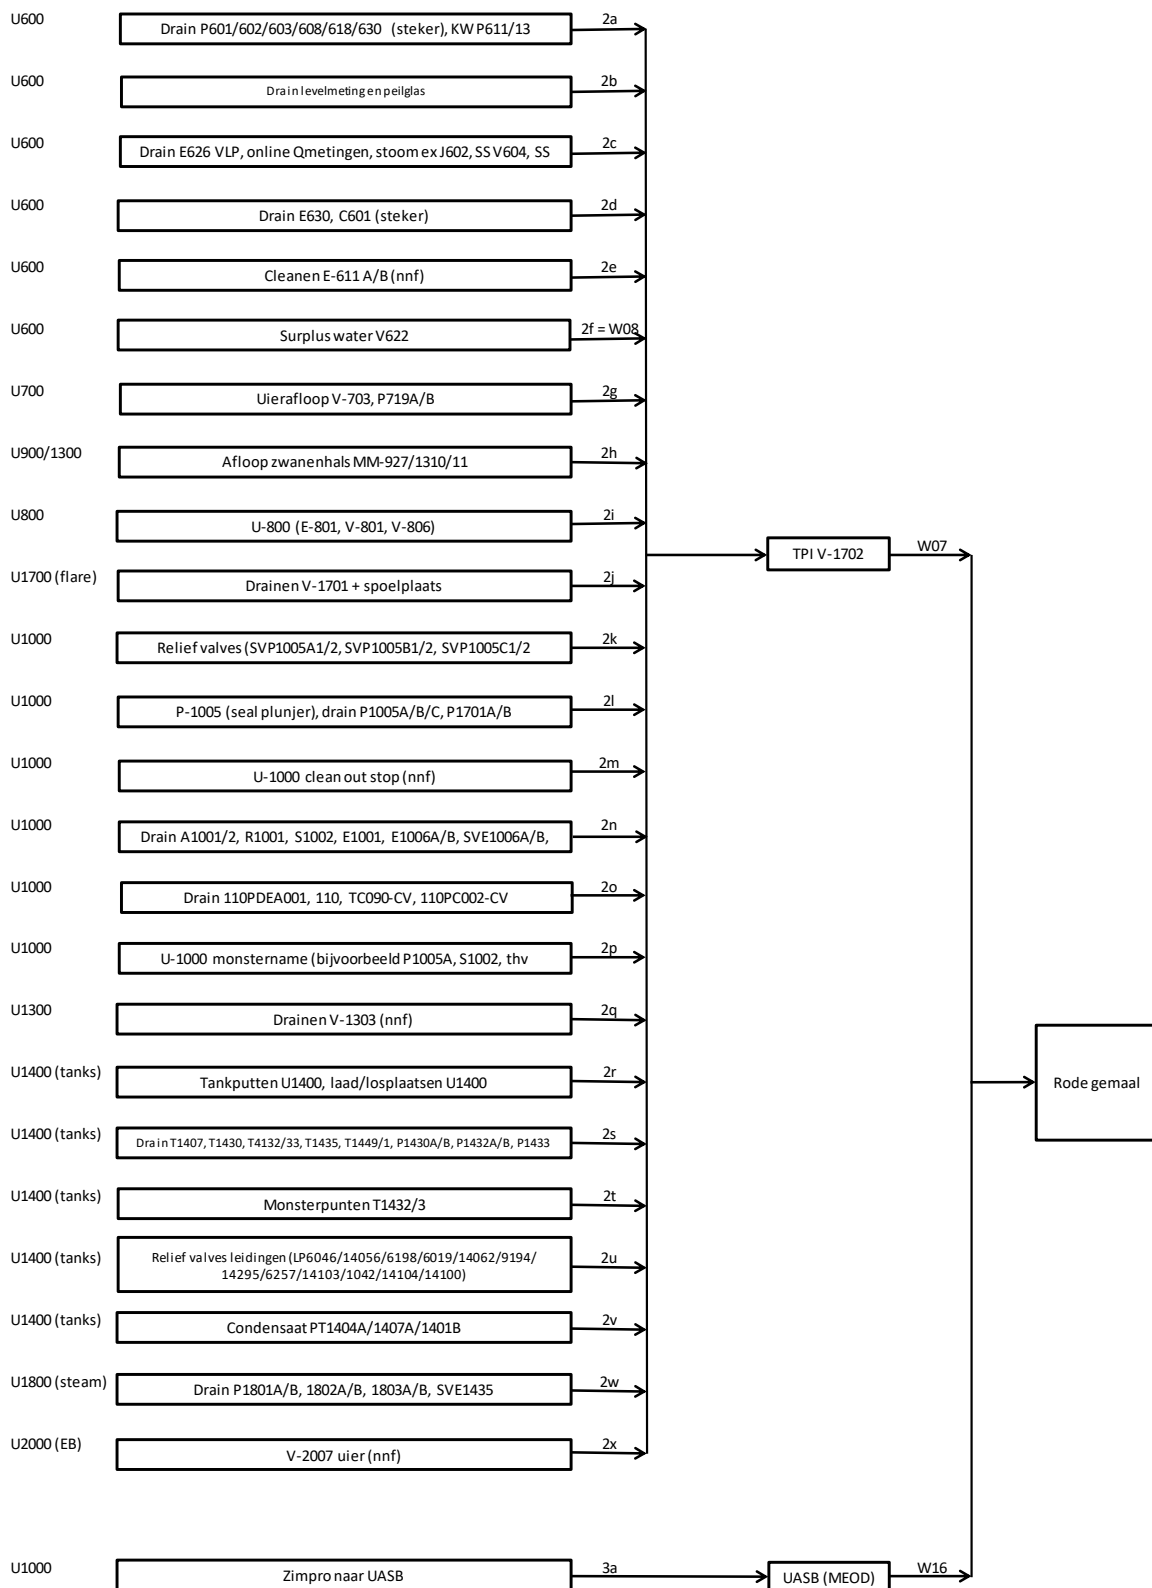 U600
Drain P601/602/603/608/618/630 (steker), KW P611/13
2a
U600
Drain levelmeting en peilglas
2b
U600
Drain E626 VLP, online Qmetingen, stoom ex J602, SS V604, SS
2c
U600
Drain E630, C601 (steker)
2d
U600
Cleanen E-611 A/B (nnf)
2e
U600
Surplus water V622
2f = W08
U700
Uierafloop V-703, P719A/B
2g
U900/1300
Afloop zwanenhals MM-927/1310/11
2h
U800
U-800 (E-801, V-801, V-806)
2i
TPI V-1702
W07
U1700 (flare)
Drainen V-1701 + spoelplaats
2j
U1000
Relief valves (SVP1005A1/2, SVP1005B1/2, SVP1005C1/2
2k
U1000
P-1005 (seal plunjer), drain P1005A/B/C, P1701A/B
2l
U1000
U-1000 clean out stop (nnf)
2m
U1000
Drain A1001/2, R1001, S1002, E1001, E1006A/B, SVE1006A/B,
2n
U1000
Drain 110PDEA001, 110, TC090-CV, 110PC002-CV
2o
U1000
U-1000 monstername (bijvoorbeeld P1005A, S1002, thv
2p
U1300
Drainen V-1303 (nnf)
2q
U1400 (tanks)
Tankputten U1400, laad/losplaatsen U1400
2r
Rode gemaal
U1400 (tanks)
Drain T1407, T1430, T4132/33, T1435, T1449/1, P1430A/B, P1432A/B, P1433
2s
U1400 (tanks)
Monsterpunten T1432/3
2t
U1400 (tanks)
Relief valves leidingen (LP6046/14056/6198/6019/14062/9194/
14295/6257/14103/1042/14104/14100)
2u
U1400 (tanks)
Condensaat PT1404A/1407A/1401B
2v
U1800 (steam)
Drain P1801A/B, 1802A/B, 1803A/B, SVE1435
2w
U2000 (EB)
V-2007 uier (nnf)
2x
U1000
Zimpro naar UASB
3a
UASB (MEOD)
W16